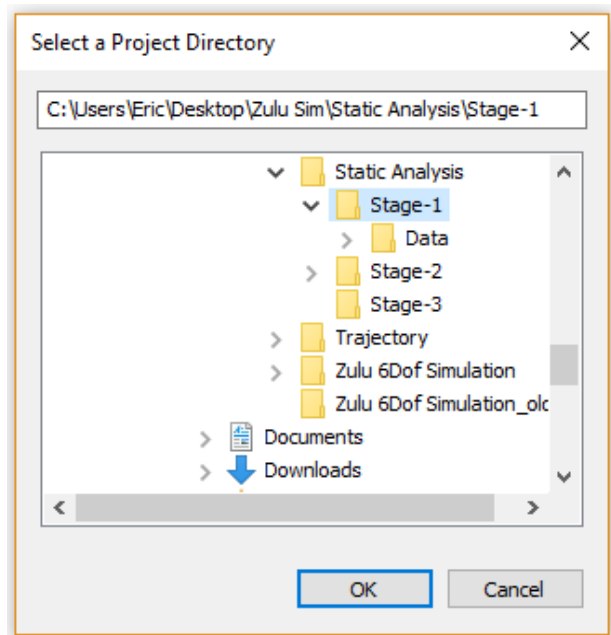 Select a Project Directory
C:\Users\Eric\Desktop\Zulu Sim\Static Analysis\Stage-1
Static Analysis
Stage-1
Data
Stage-2
Stage-3
Trajectory
Zulu 6Dof Simulation
Zulu 6Dof Simulation_old
Documents
Downloads
OK
Cancel